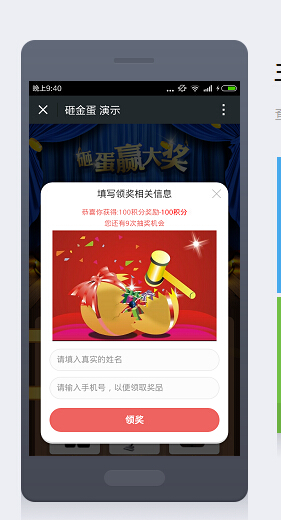 晚上9:40
砸金蛋 演示
砸蛋赢大奖
填写领奖相关信息
恭喜你获得:100积分奖励-100积分
您还有9次抽奖机会
请填入真实的姓名
请输入手机号，以便领取奖品
领奖